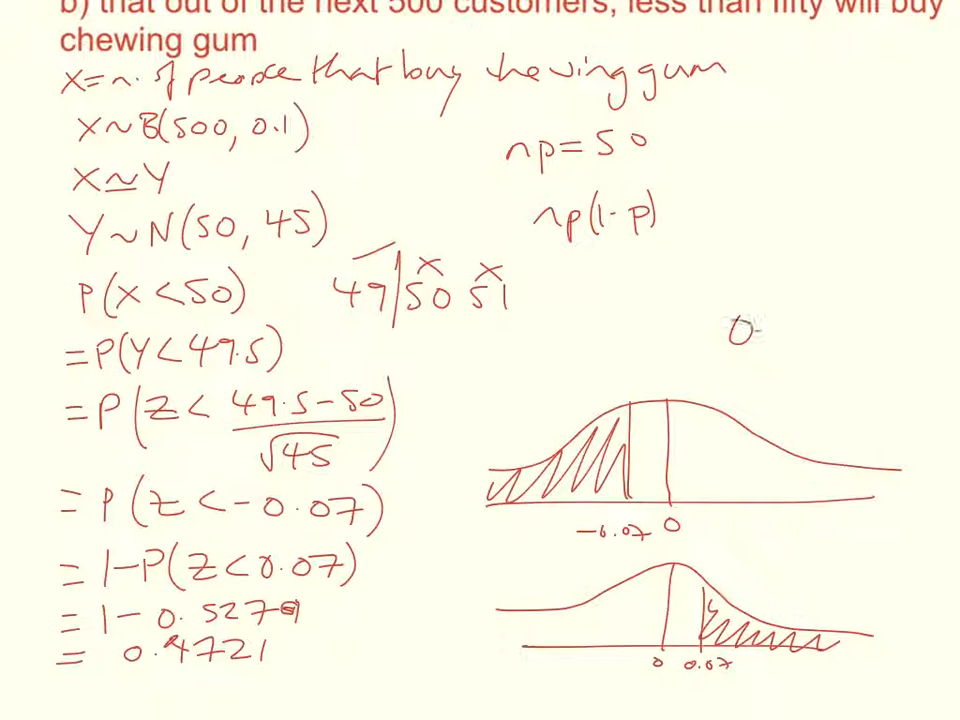 b) that out of the next 500 customers, less than fifty will buy
chewing gum
X = n. of people that buy chewing gum
X ~ B(500, 0.1)
np = 50
X ≃ Y
np(1-p)
Y ~ N(50, 45)
P(X < 50)
49|50 51
x x
= P(Y < 49.5)
0
= P(Z < (49.5-50)/√45)
= P(Z < -0.07)
-0.07 0
= 1-P(Z < 0.07)
= 1 - 0.5279
= 0.4721
0 0.07